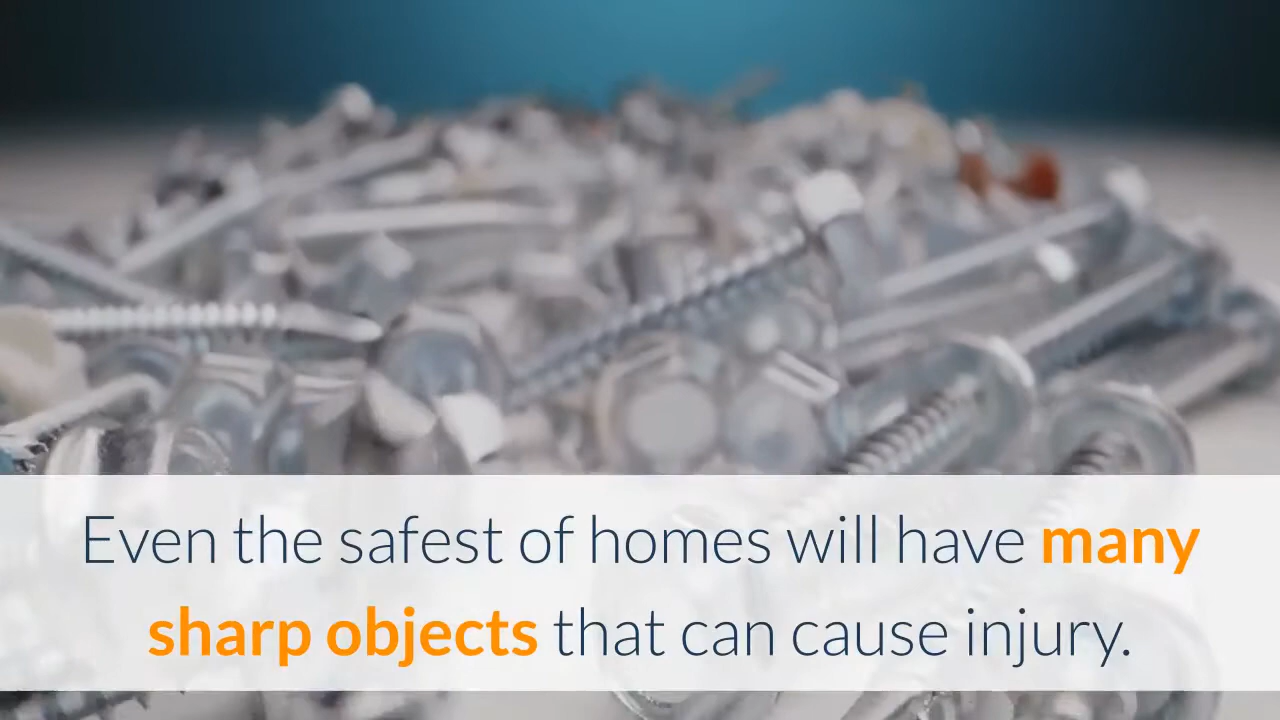 Even the safest of homes will have many
sharp objects that can cause injury.